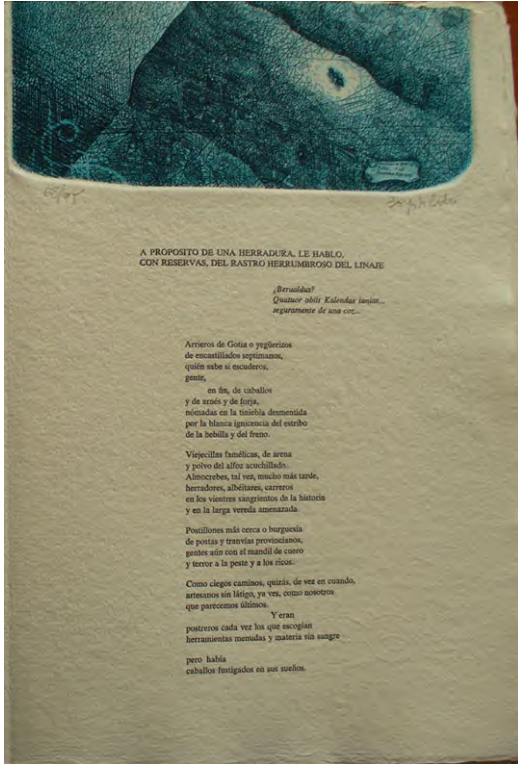 A PROPOSITO DE UNA HERRADURA, LE HABLO,
CON RESERVAS, DEL RASTRO HERRUMBROSO DEL LINAJE
¿Berualdus?
Quatuor obiit Kalendas iunias...
seguramente de una coz...
Arrieros de Gotia o yegüerizos
de encastillados septimanos,
quién sabe si escuderos,
gente,
en fin, de caballos
y de arnés y de forja,
nómadas en la tiniebla desmentida
por la blanca ignicencia del estribo
de la hebilla y del freno.
Viejecillas famélicas, de arena
y polvo del alfoz acuchillado.
Almocrebes, tal vez, mucho más tarde,
herradores, albéitares, carreros
en los vientres sangrientos de la historia
y en la larga vereda amenazada.
Postillones más cerca o burguesía
de postas y tranvías provincianos,
gentes aún con el mandil de cuero
y terror a la peste y a los ricos.
Como ciegos caminos, quizás, de vez en cuando,
artesanos sin látigo, ya ves, como nosotros
que parecemos últimos.
Y eran
postreros cada vez los que escogían
herramientas menudas y materia sin sangre
pero había
caballos fustigados en sus sueños.